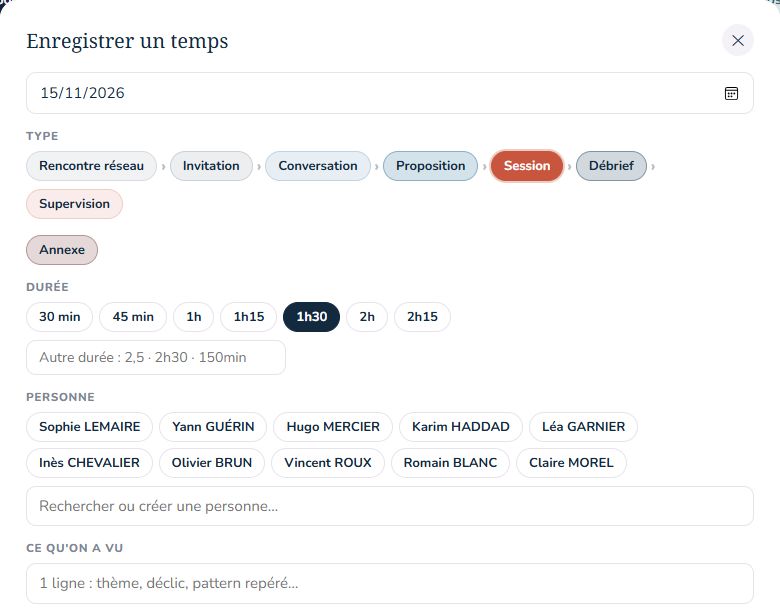 Enregistrer un temps
15/11/2026
TYPE
Rencontre réseau › Invitation › Conversation › Proposition › Session › Débrief ›
Supervision
Annexe
DURÉE
30 min 45 min 1h 1h15 1h30 2h 2h15
Autre durée : 2,5 · 2h30 · 150min
PERSONNE
Sophie LEMAIRE Yann GUÉRIN Hugo MERCIER Karim HADDAD Léa GARNIER
Inès CHEVALIER Olivier BRUN Vincent ROUX Romain BLANC Claire MOREL
Rechercher ou créer une personne...
CE QU'ON A VU
1 ligne : thème, déclic, pattern repéré...